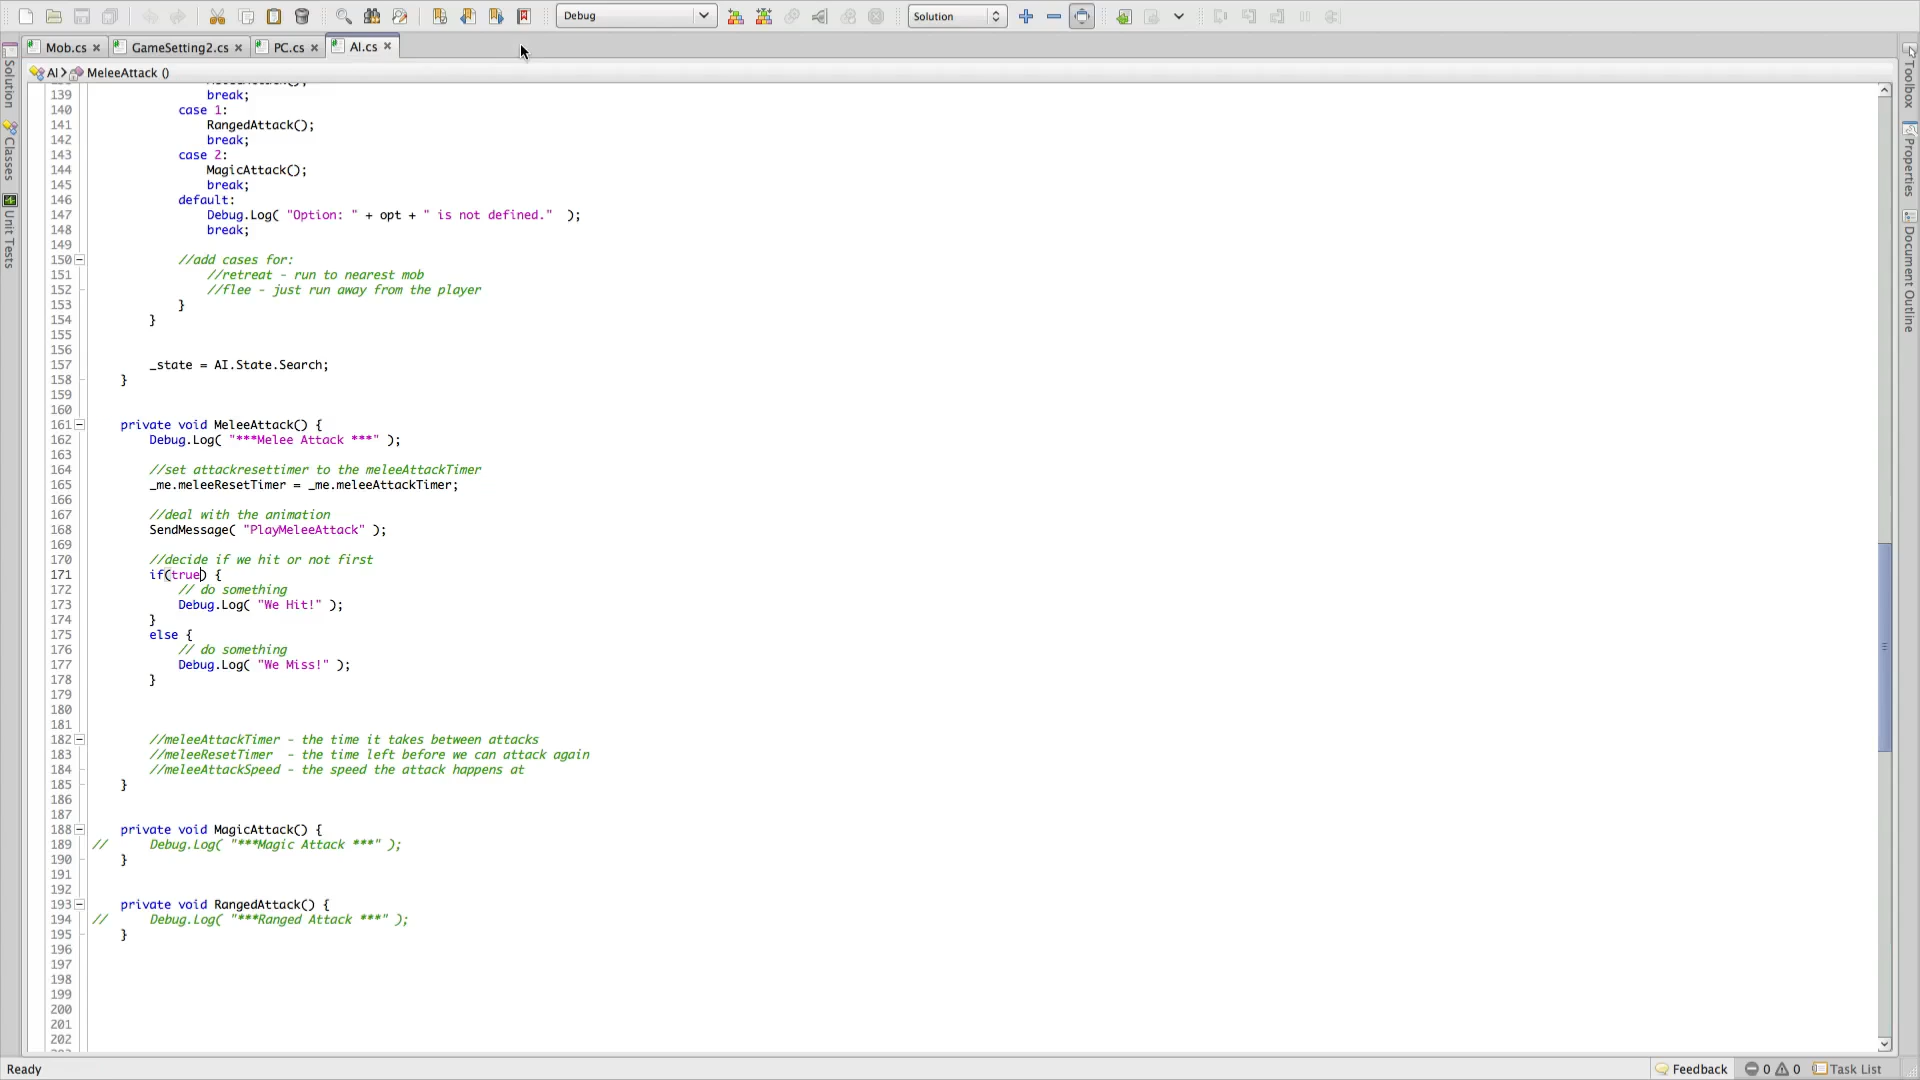 Debug
Solution
Mob.cs
GameSetting2.cs
PC.cs
AI.cs
AI
MeleeAttack ()
139 break;
140 case 1:
141 RangedAttack();
142 break;
143 case 2:
144 MagicAttack();
145 break;
146 default:
147 Debug.Log( "Option: " + opt + " is not defined."  );
148 break;
149
150 //add cases for:
151 //retreat - run to nearest mob
152 //flee - just run away from the player
153 }
154 }
155
156
157 _state = AI.State.Search;
158 }
159
160
161 private void MeleeAttack() {
162 Debug.Log( "***Melee Attack ***" );
163
164 //set attackresettimer to the meleeAttackTimer
165 _me.meleeResetTimer = _me.meleeAttackTimer;
166
167 //deal with the animation
168 SendMessage( "PlayMeleeAttack" );
169
170 //decide if we hit or not first
171 if(true) {
172 // do something
173 Debug.Log( "We Hit!" );
174 }
175 else {
176 // do something
177 Debug.Log( "We Miss!" );
178 }
179
180
181
182 //meleeAttackTimer - the time it takes between attacks
183 //meleeResetTimer  - the time left before we can attack again
184 //meleeAttackSpeed - the speed the attack happens at
185 }
186
187
188 private void MagicAttack() {
189 // Debug.Log( "***Magic Attack ***" );
190 }
191
192
193 private void RangedAttack() {
194 // Debug.Log( "***Ranged Attack ***" );
195 }
196
197
198
199
200
201
202
Solution
Classes
Unit Tests
Toolbox
Properties
Document Outline
Ready
Feedback
0
0
Task List